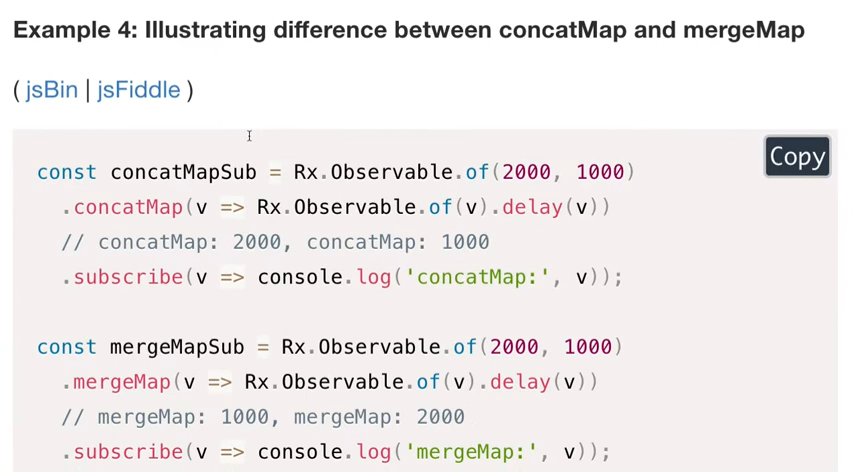 Example 4: Illustrating difference between concatMap and mergeMap
( jsBin | jsFiddle )
Copy
const concatMapSub = Rx.Observable.of(2000, 1000)
  .concatMap(v => Rx.Observable.of(v).delay(v))
  // concatMap: 2000, concatMap: 1000
  .subscribe(v => console.log('concatMap:', v));
const mergeMapSub = Rx.Observable.of(2000, 1000)
  .mergeMap(v => Rx.Observable.of(v).delay(v))
  // mergeMap: 1000, mergeMap: 2000
  .subscribe(v => console.log('mergeMap:', v));